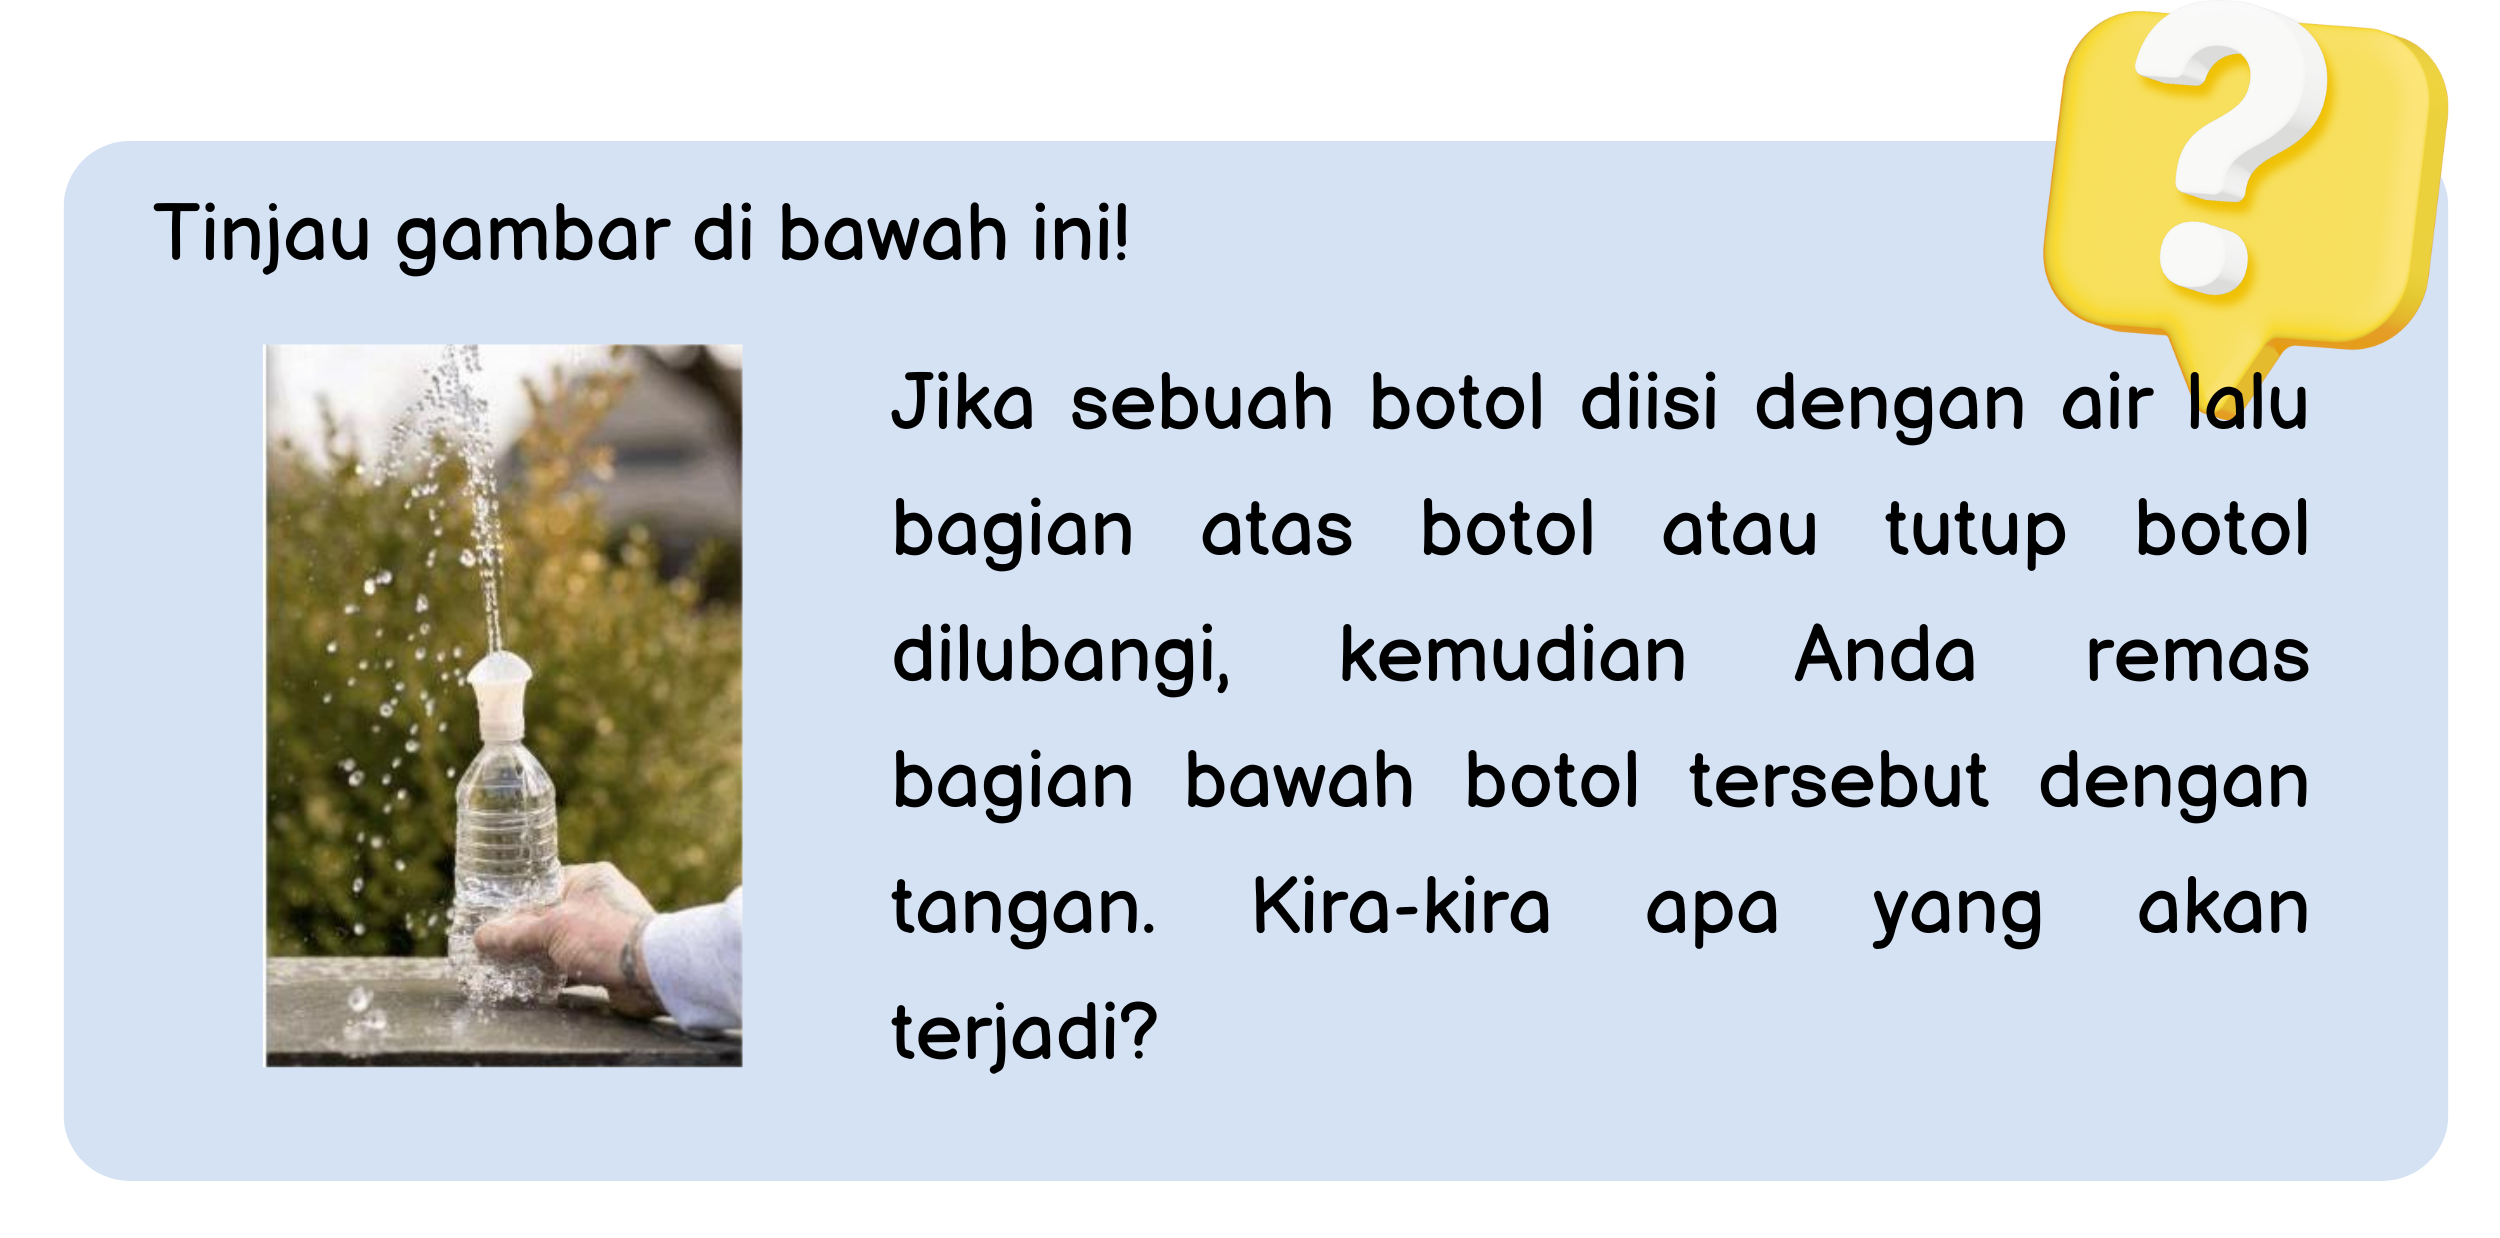 Tinjau gambar di bawah ini!
Jika sebuah botol diisi dengan air lalu
bagian atas botol atau tutup botol
dilubangi, kemudian Anda remas
bagian bawah botol tersebut dengan
tangan. Kira-kira apa yang akan
terjadi?